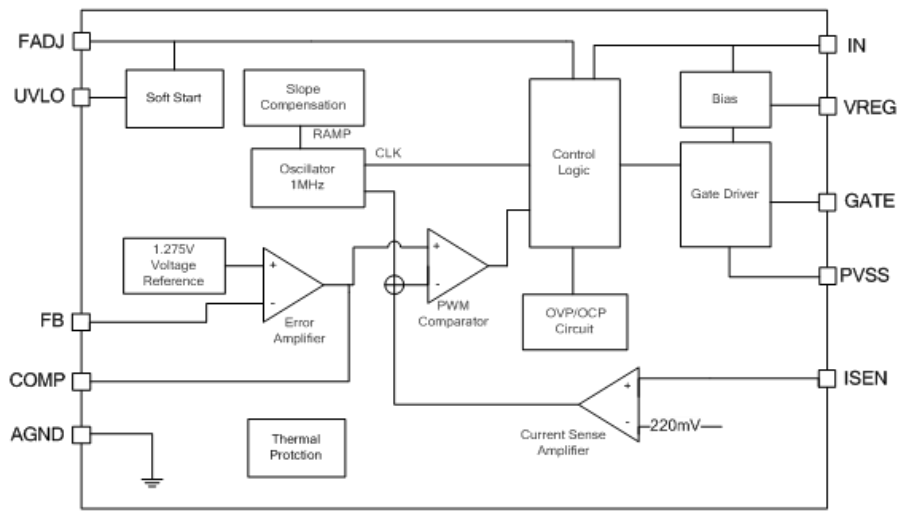 FADJ
IN
UVLO
Soft Start
Slope
Compensation
Bias
VREG
RAMP
CLK
Oscillator
1MHz
Control
Logic
Gate Driver
GATE
1.275V
Voltage
Reference
+
-
+
-
PWM
Comparator
PVSS
FB
Error
Amplifier
OVP/OCP
Circuit
COMP
ISEN
+
-
220mV
AGND
Thermal
Protction
Current Sense
Amplifier